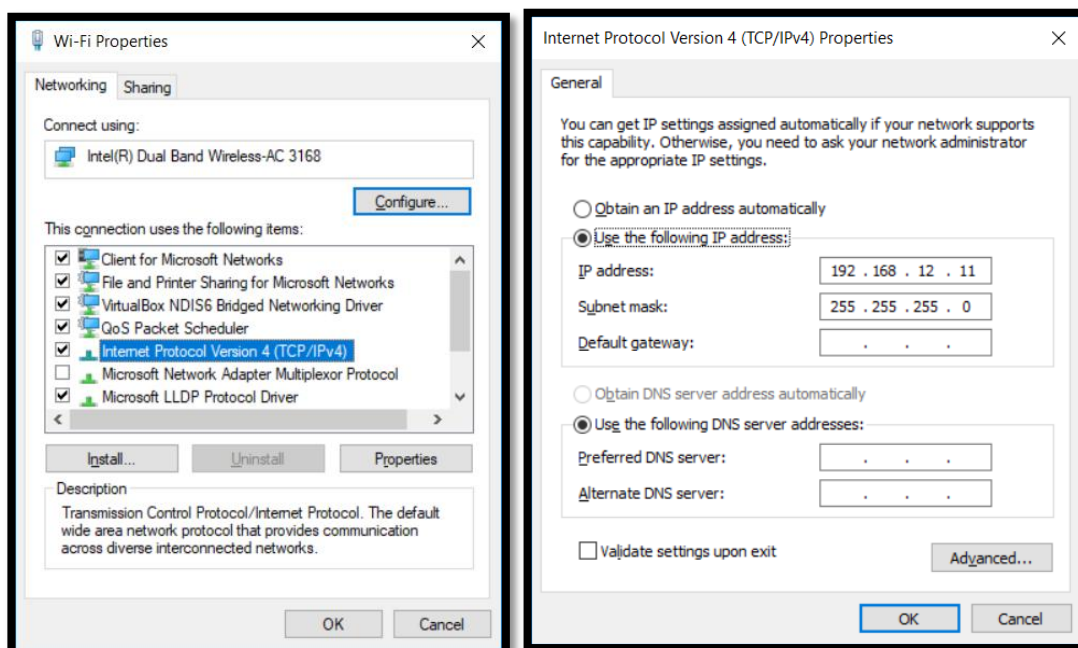 Wi-Fi Properties
Networking
Sharing
Connect using:
Intel(R) Dual Band Wireless-AC 3168
Configure...
This connection uses the following items:
Client for Microsoft Networks
File and Printer Sharing for Microsoft Networks
VirtualBox NDIS6 Bridged Networking Driver
QoS Packet Scheduler
Internet Protocol Version 4 (TCP/IPv4)
Microsoft Network Adapter Multiplexor Protocol
Microsoft LLDP Protocol Driver
Install...
Uninstall
Properties
Description
Transmission Control Protocol/Internet Protocol. The default
wide area network protocol that provides communication
across diverse interconnected networks.
OK
Cancel
Internet Protocol Version 4 (TCP/IPv4) Properties
General
You can get IP settings assigned automatically if your network supports
this capability. Otherwise, you need to ask your network administrator
for the appropriate IP settings.
Obtain an IP address automatically
Use the following IP address:
IP address:
192 . 168 . 12 . 11
Subnet mask:
255 . 255 . 255 . 0
Default gateway:
. . .
Obtain DNS server address automatically
Use the following DNS server addresses:
Preferred DNS server:
. . .
Alternate DNS server:
. . .
Validate settings upon exit
Advanced...
OK
Cancel